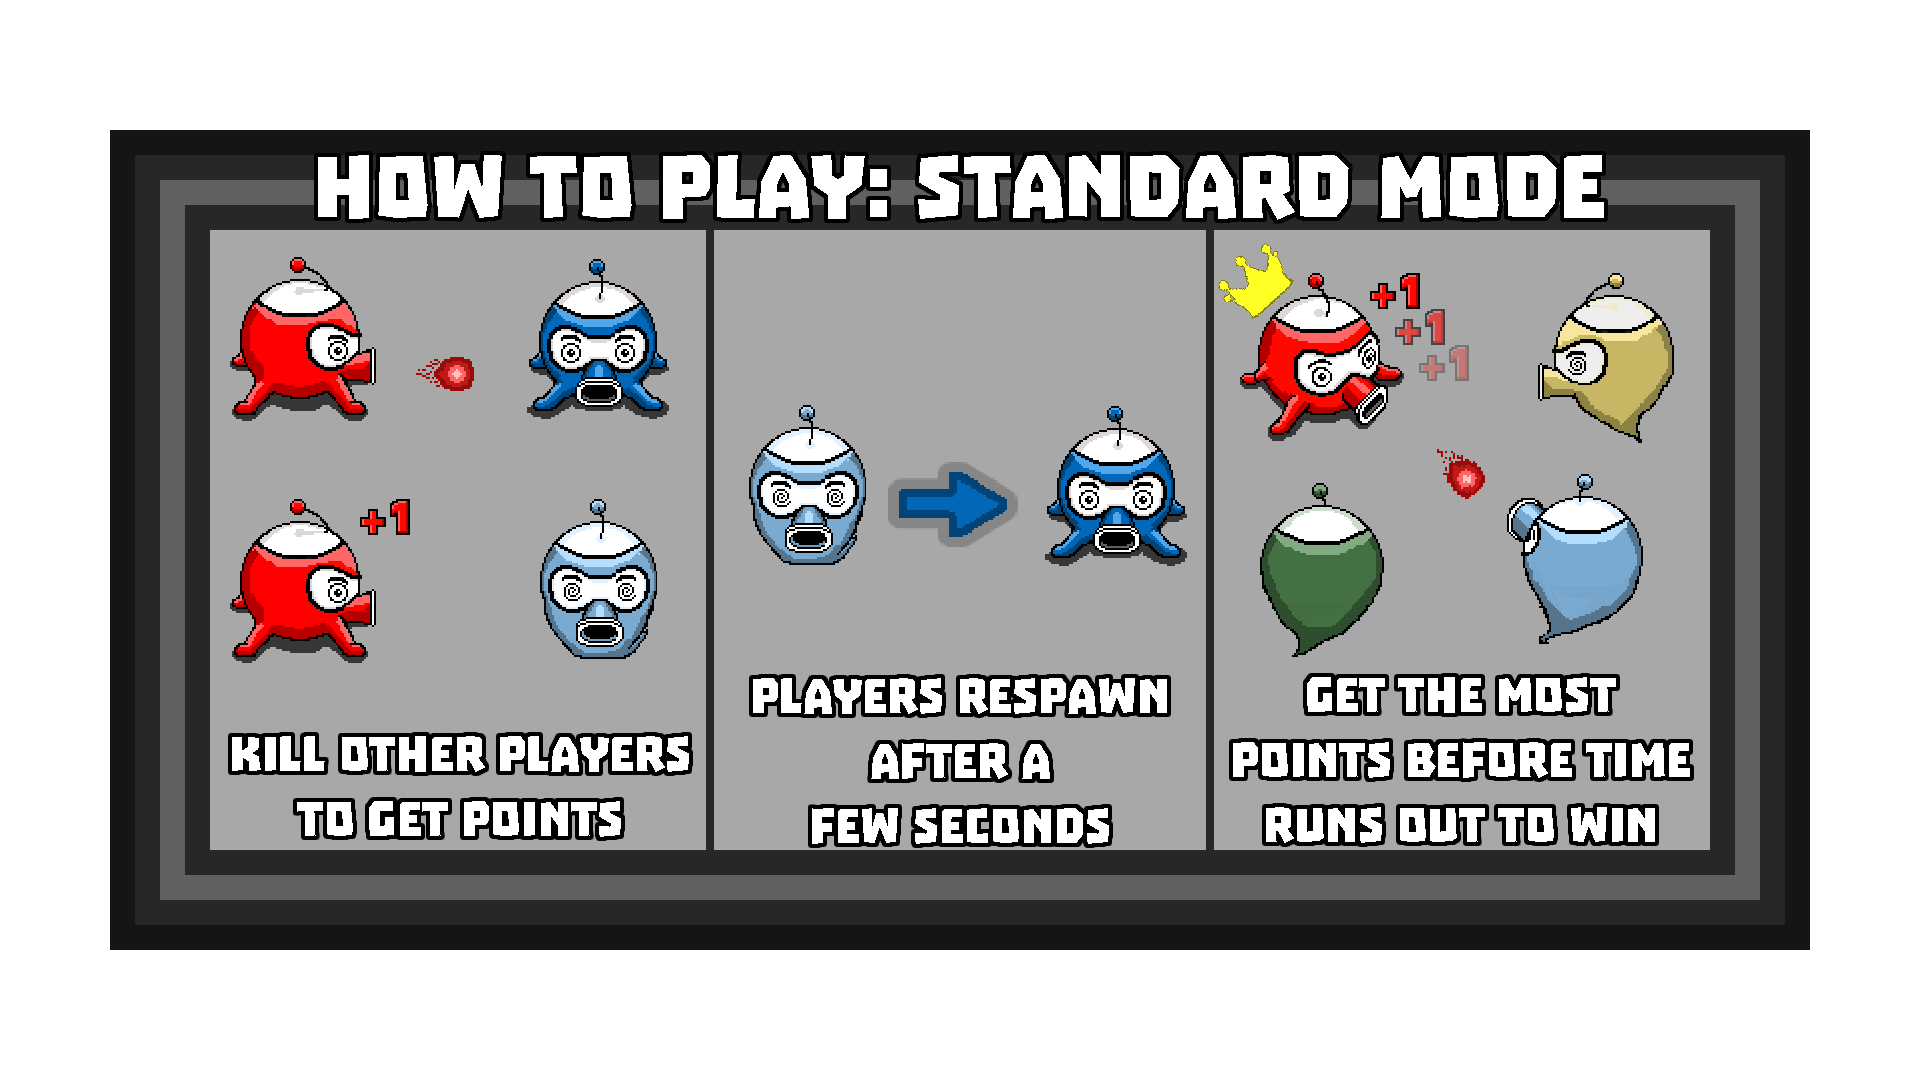 HOW TO PLAY: STANDARD MODE
+1
KILL OTHER PLAYERS
TO GET POINTS
PLAYERS RESPAWN
AFTER A
FEW SECONDS
+1
+1
+1
GET THE MOST
POINTS BEFORE TIME
RUNS OUT TO WIN